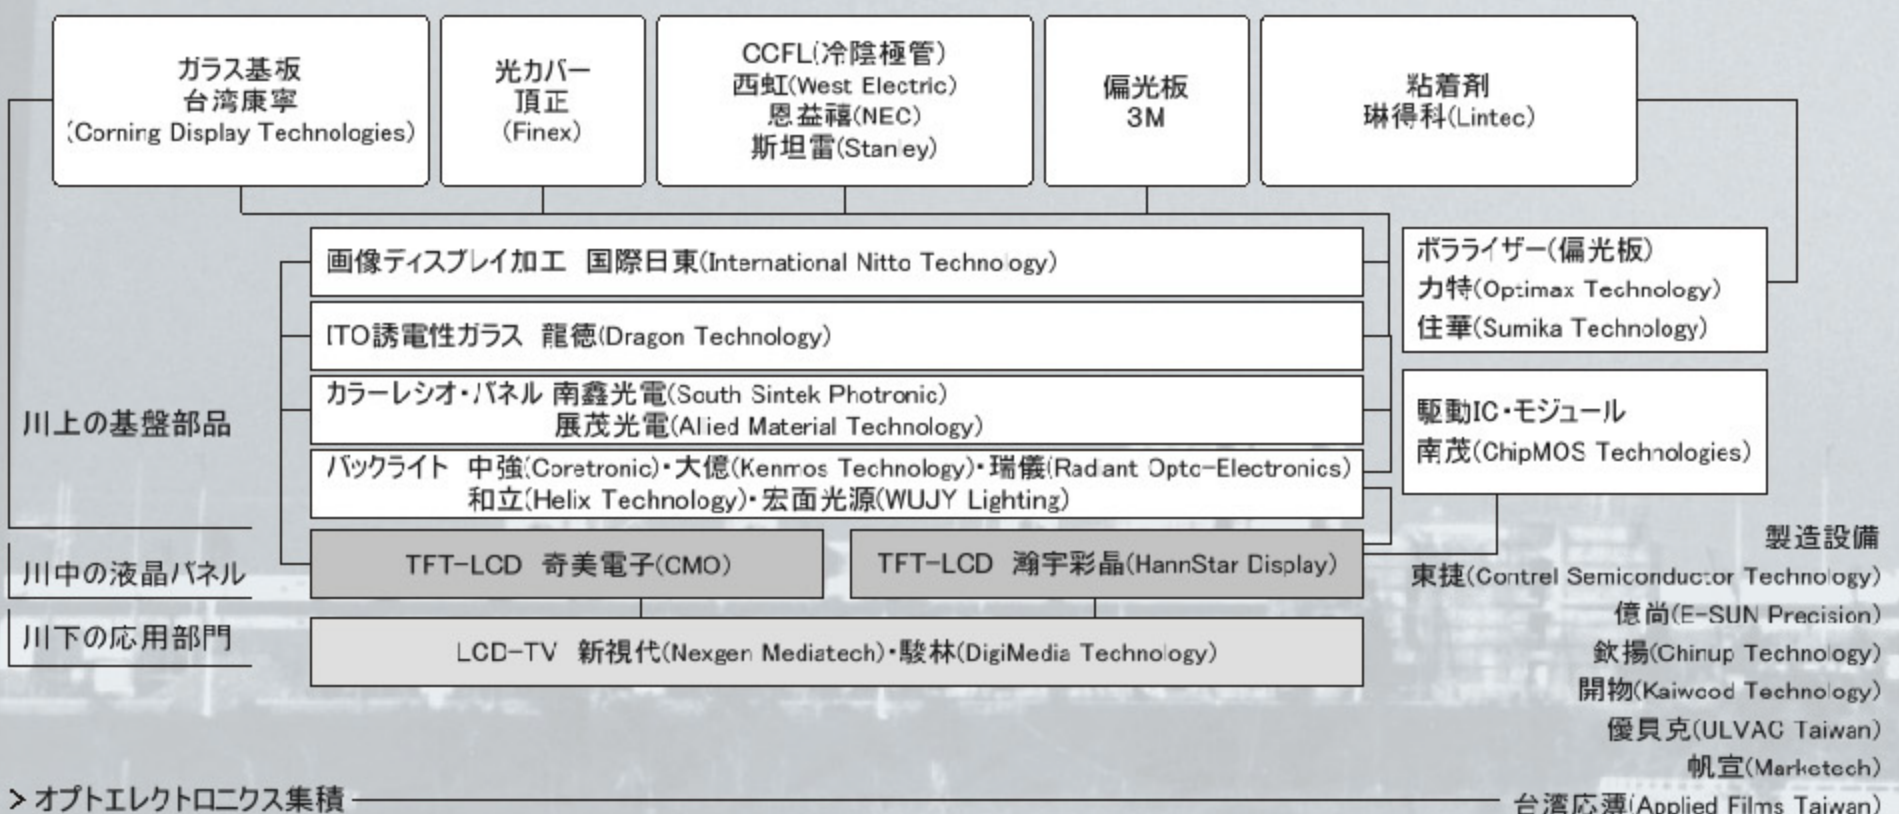 ガラス基板
台湾康寧
(Corning Display Technologies)
光カバー
頂正
(Finex)
CCFL(冷陰極管)
西虹(West Electric)
恩益禧(NEC)
斯坦雷(Stanley)
偏光板
3M
粘着剤
琳得科(Lintec)
画像ディスプレイ加工 国際日東(International Nitto Technology)
ITO誘電性ガラス 龍徳(Dragon Technology)
カラーレシオ・パネル 南鑫光電(South Sintek Photronic)
展茂光電(Allied Material Technology)
バックライト 中強(Coretronic)・大億(Kenmos Technology)・瑞儀(Radiant Opto-Electronics)
和立(Helix Technology)・宏面光源(WUJY Lighting)
ポラライザー(偏光板)
力特(Optimax Technology)
住華(Sumika Technology)
駆動IC・モジュール
南茂(ChipMOS Technologies)
川上の基盤部品
川中の液晶パネル
TFT-LCD 奇美電子(CMO)
TFT-LCD 瀚宇彩晶(HannStar Display)
川下の応用部門
LCD-TV 新視代(Nexgen Mediatech)・駿林(DigiMedia Technology)
製造設備
東捷(Contrel Semiconductor Technology)
億尚(E-SUN Precision)
欽揚(Chinup Technology)
開物(Kaiwood Technology)
優貝克(ULVAC Taiwan)
帆宣(Marketech)
台湾応薄(Applied Films Taiwan)
> オプトエレクトロニクス集積